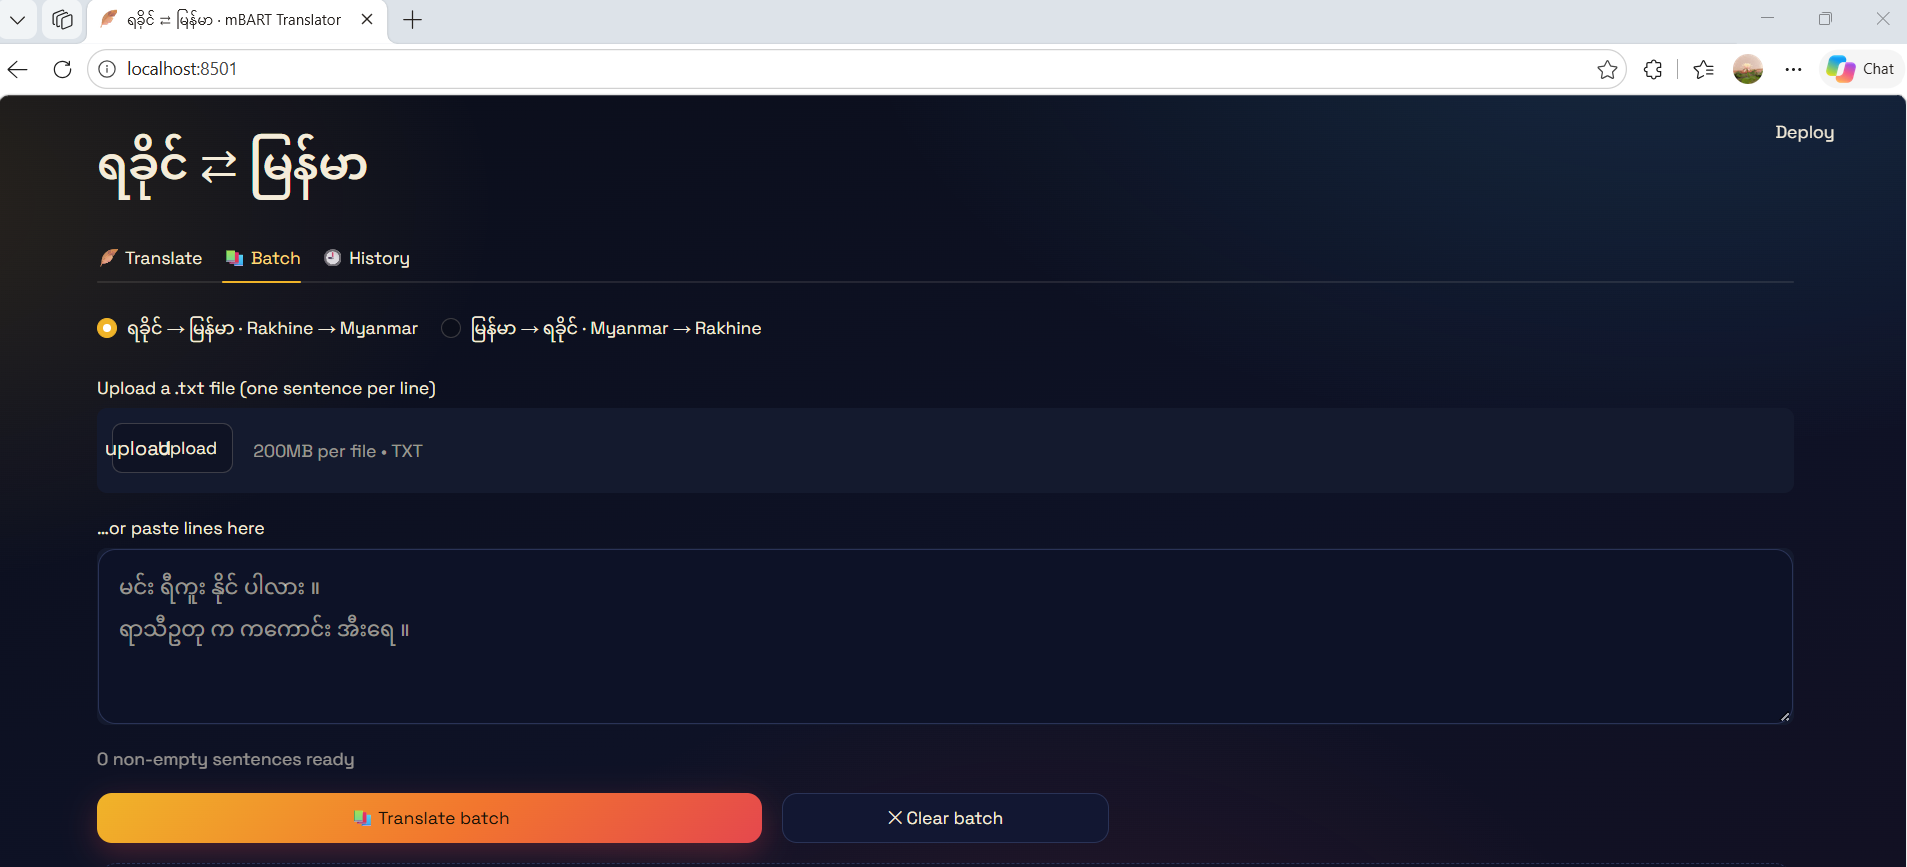 ရခိုင် ⇄ မြန်မာ · mBART Translator
localhost:8501
Chat
Deploy
ရခိုင် ⇄ မြန်မာ
Translate Batch History
ရခိုင် → မြန်မာ · Rakhine → Myanmar မြန်မာ → ရခိုင် · Myanmar → Rakhine
Upload a .txt file (one sentence per line)
upload Upload 200MB per file • TXT
...or paste lines here
မင်း ရီကူး နိုင် ပါလား ။
ရာသီဥတု က ကကောင်း အီးရေ ။
0 non-empty sentences ready
Translate batch
Clear batch